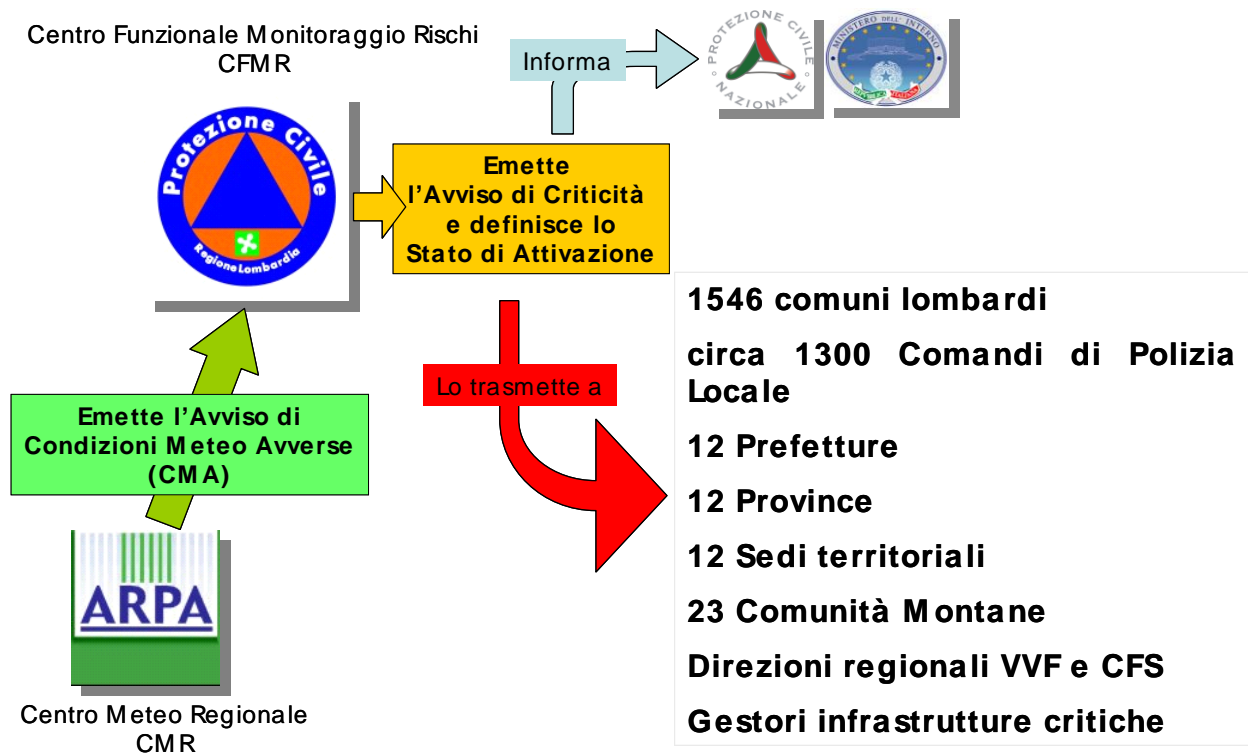 Centro Funzionale Monitoraggio Rischi
CFMR
Informa
PROTEZIONE CIVILE
NAZIONALE
MINISTERO DELL'INTERNO
Protezione Civile
RegioneLombardia
Emette
l'Avviso di Criticità
e definisce lo
Stato di Attivazione
Lo trasmette a
1546 comuni lombardi
circa 1300 Comandi di Polizia
Locale
12 Prefetture
12 Province
12 Sedi territoriali
23 Comunità Montane
Direzioni regionali VVF e CFS
Gestori infrastrutture critiche
Emette l'Avviso di
Condizioni Meteo Avverse
(CMA)
ARPA
Centro Meteo Regionale
CMR